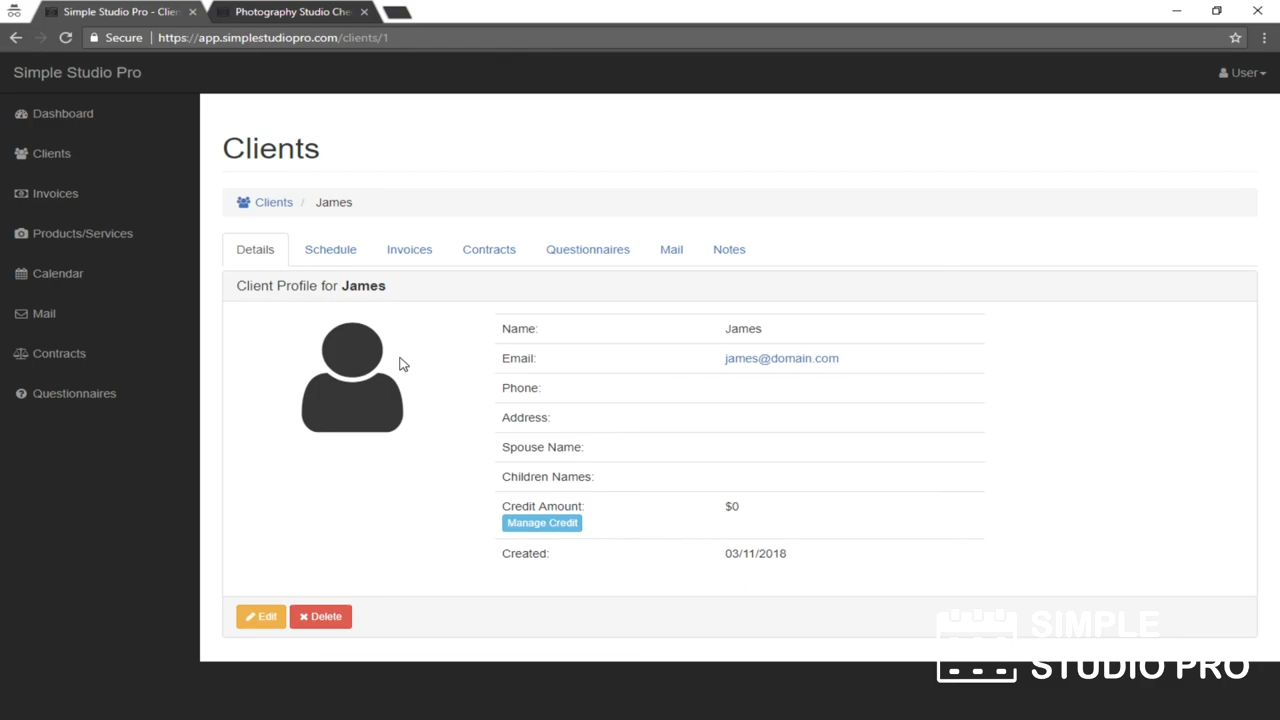 Simple Studio Pro - Clien
Photography Studio Che
Secure | https://app.simplestudiopro.com/clients/1
Simple Studio Pro
User
Dashboard
Clients
Invoices
Products/Services
Calendar
Mail
Contracts
Questionnaires
Clients
Clients / James
Details Schedule Invoices Contracts Questionnaires Mail Notes
Client Profile for James
Name: James
Email: james@domain.com
Phone:
Address:
Spouse Name:
Children Names:
Credit Amount: $0
Manage Credit
Created: 03/11/2018
Edit Delete
SIMPLE
STUDIO PRO